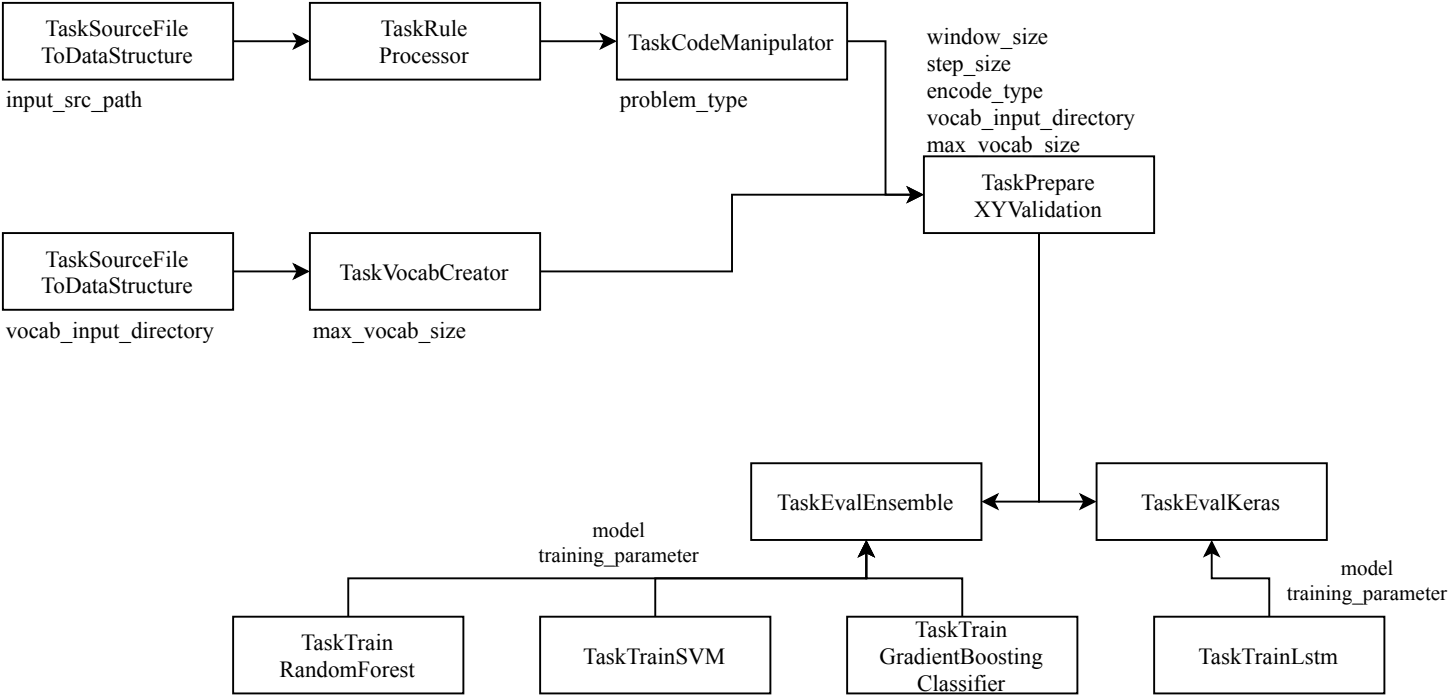 TaskSourceFile
ToDataStructure
input_src_path
TaskRule
Processor
TaskCodeManipulator
problem_type
window_size
step_size
encode_type
vocab_input_directory
max_vocab_size
TaskPrepare
XYValidation
TaskSourceFile
ToDataStructure
vocab_input_directory
TaskVocabCreator
max_vocab_size
TaskEvalEnsemble
TaskEvalKeras
model
training_parameter
model
training_parameter
TaskTrain
RandomForest
TaskTrainSVM
TaskTrain
GradientBoosting
Classifier
TaskTrainLstm